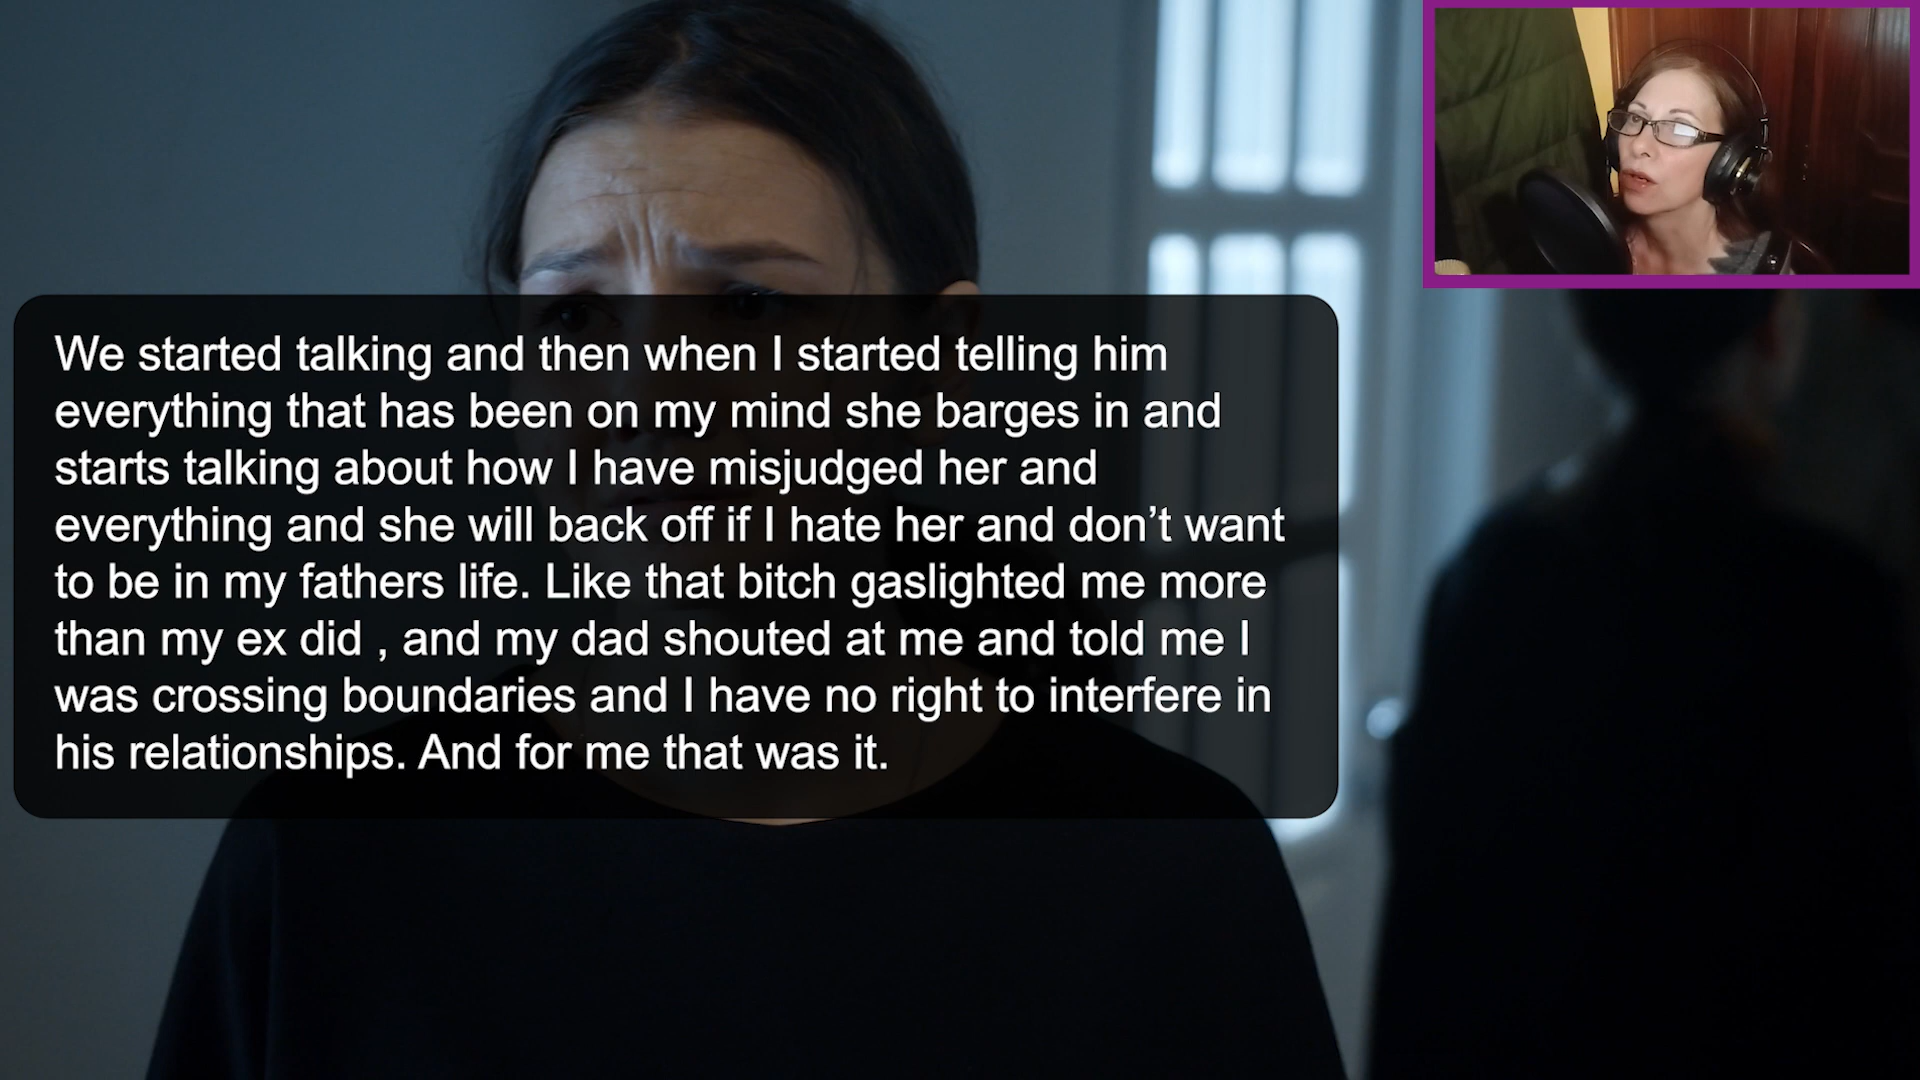 We started talking and then when I started telling him
everything that has been on my mind she barges in and
starts talking about how I have misjudged her and
everything and she will back off if I hate her and don’t want
to be in my fathers life. Like that bitch gaslighted me more
than my ex did , and my dad shouted at me and told me I
was crossing boundaries and I have no right to interfere in
his relationships. And for me that was it.